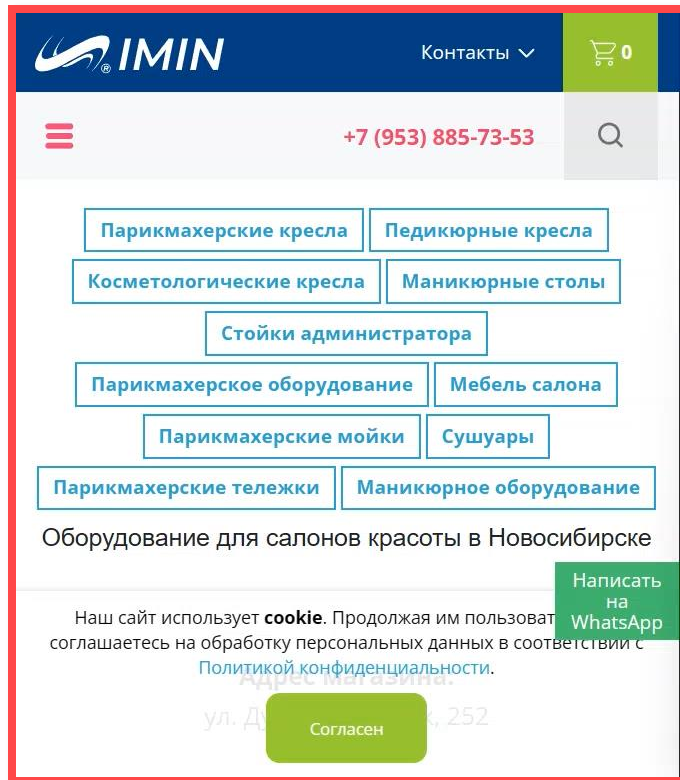 IMIN
Контакты
0
+7 (953) 885-73-53
Парикмахерские кресла
Педикюрные кресла
Косметологические кресла
Маникюрные столы
Стойки администратора
Парикмахерское оборудование
Мебель салона
Парикмахерские мойки
Сушуары
Парикмахерские тележки
Маникюрное оборудование
Оборудование для салонов красоты в Новосибирске
Написать
на
WhatsApp
Наш сайт использует cookie. Продолжая им
соглашаетесь на обработку персональных данных в соответствии с
Политикой конфиденциальности.
Адрес магазина:
ул. 252
Согласен